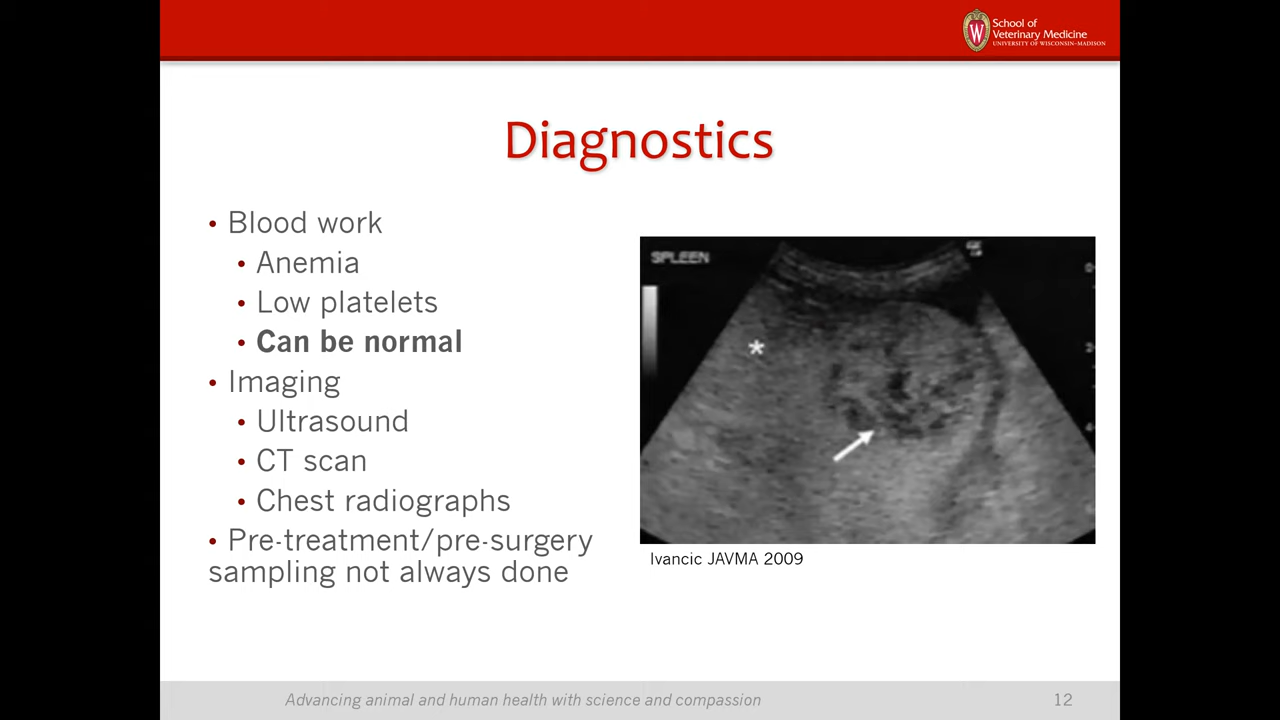 School of
Veterinary Medicine
UNIVERSITY OF WISCONSIN-MADISON
Diagnostics
• Blood work
• Anemia
• Low platelets
• Can be normal
• Imaging
• Ultrasound
• CT scan
• Chest radiographs
• Pre-treatment/pre-surgery
sampling not always done
SPLEEN
*
Ivancic JAVMA 2009
Advancing animal and human health with science and compassion
12